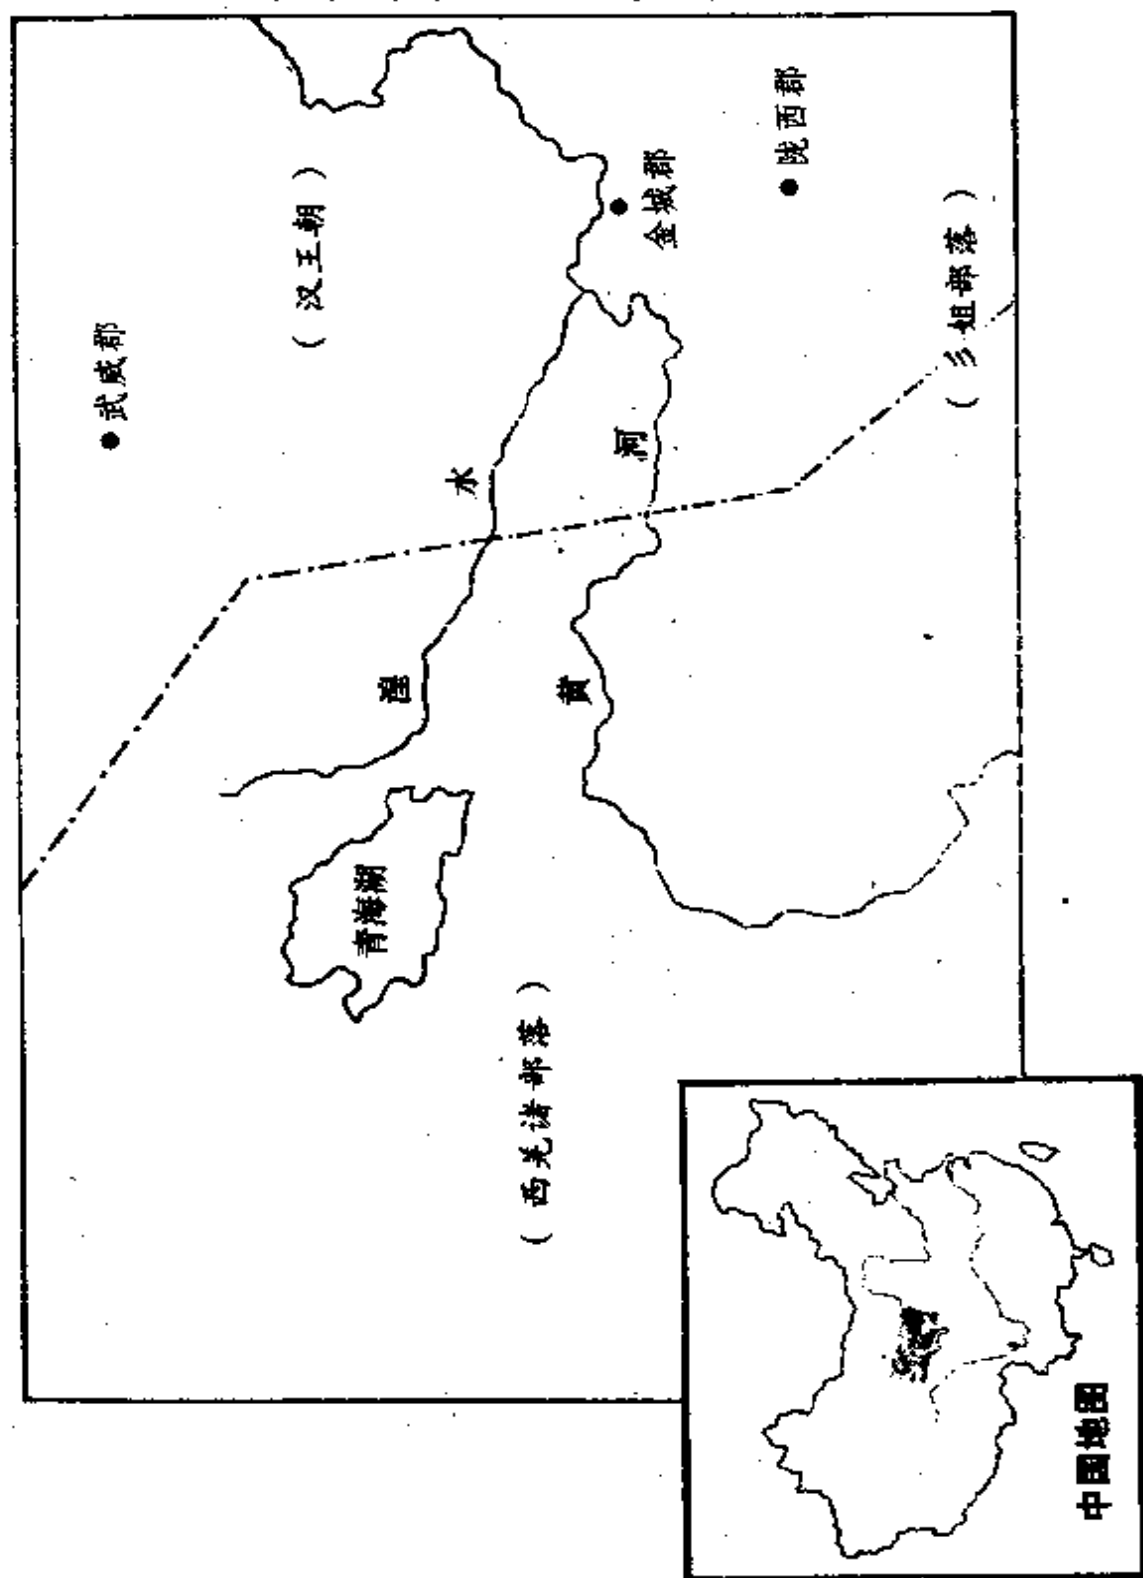 武威郡
（汉王朝）
金城郡
陇西郡
湟水
黄河
青海湖
（西羌诸部落）
（彡姐部落）
中国地图